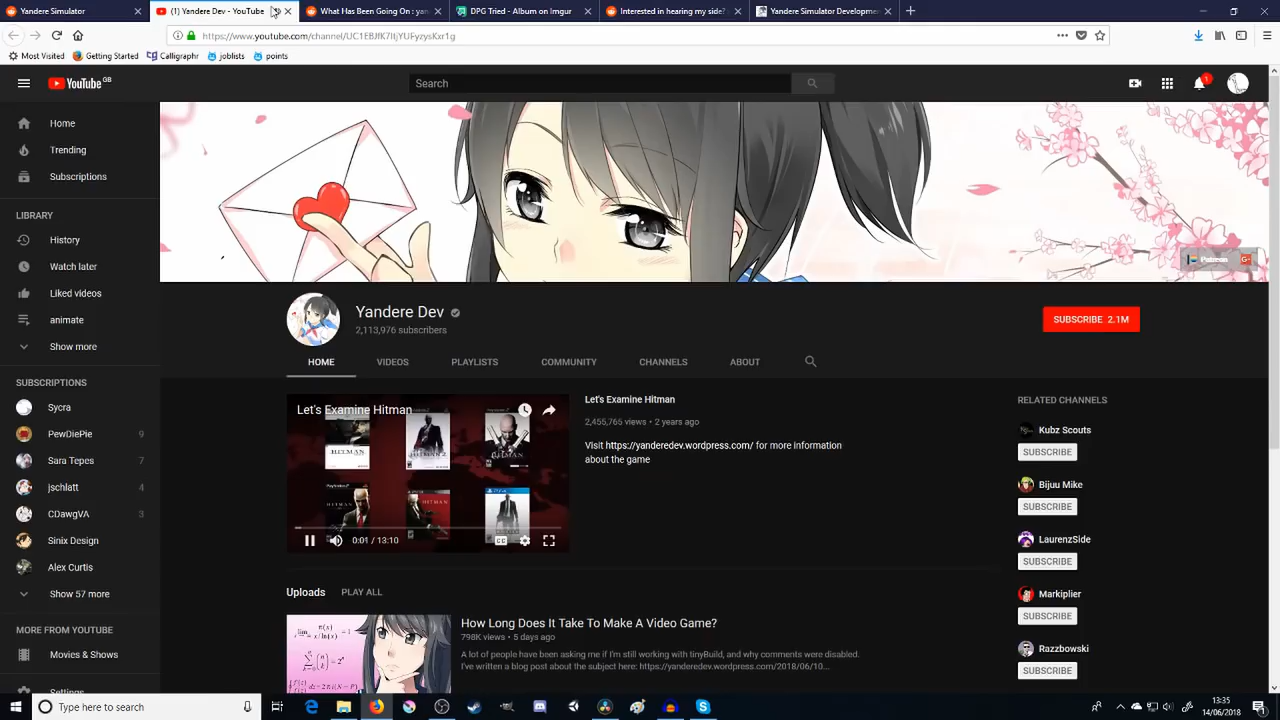 Yandere Simulator
(1) Yandere Dev - YouTube
What Has Been Going On : yan
DPG Tried - Album on Imgur
Interested in hearing my side?
Yandere Simulator Developmen
https://www.youtube.com/channel/UC1EBJfK7ltjYUFyzysKxr1g
Most Visited
Getting Started
Calligraphr
joblists
points
YouTube GB
Search
1
Home
Trending
Subscriptions
LIBRARY
History
Watch later
Liked videos
animate
Show more
SUBSCRIPTIONS
Sycra
PewDiePie 9
Sara Tepes 7
jschlatt 4
CDawgVA 3
Sinix Design
Alex Curtis
Show 57 more
MORE FROM YOUTUBE
Movies & Shows
Settings
Patreon
G+
Yandere Dev
2,113,976 subscribers
SUBSCRIBE 2.1M
HOME
VIDEOS
PLAYLISTS
COMMUNITY
CHANNELS
ABOUT
Let's Examine Hitman
0:01 / 13:10
CC
Let's Examine Hitman
2,455,765 views • 2 years ago
Visit https://yanderedev.wordpress.com/ for more information
about the game
Uploads
PLAY ALL
How Long Does It Take To Make A Video Game?
798K views • 5 days ago
A lot of people have been asking me if I'm still working with tinyBuild, and why comments were disabled.
I've written a blog post about the subject here: https://yanderedev.wordpress.com/2018/06/10...
RELATED CHANNELS
Kubz Scouts
SUBSCRIBE
Bijuu Mike
SUBSCRIBE
LaurenzSide
SUBSCRIBE
Markiplier
SUBSCRIBE
Razzbowski
SUBSCRIBE
Type here to search
13:35
14/06/2018